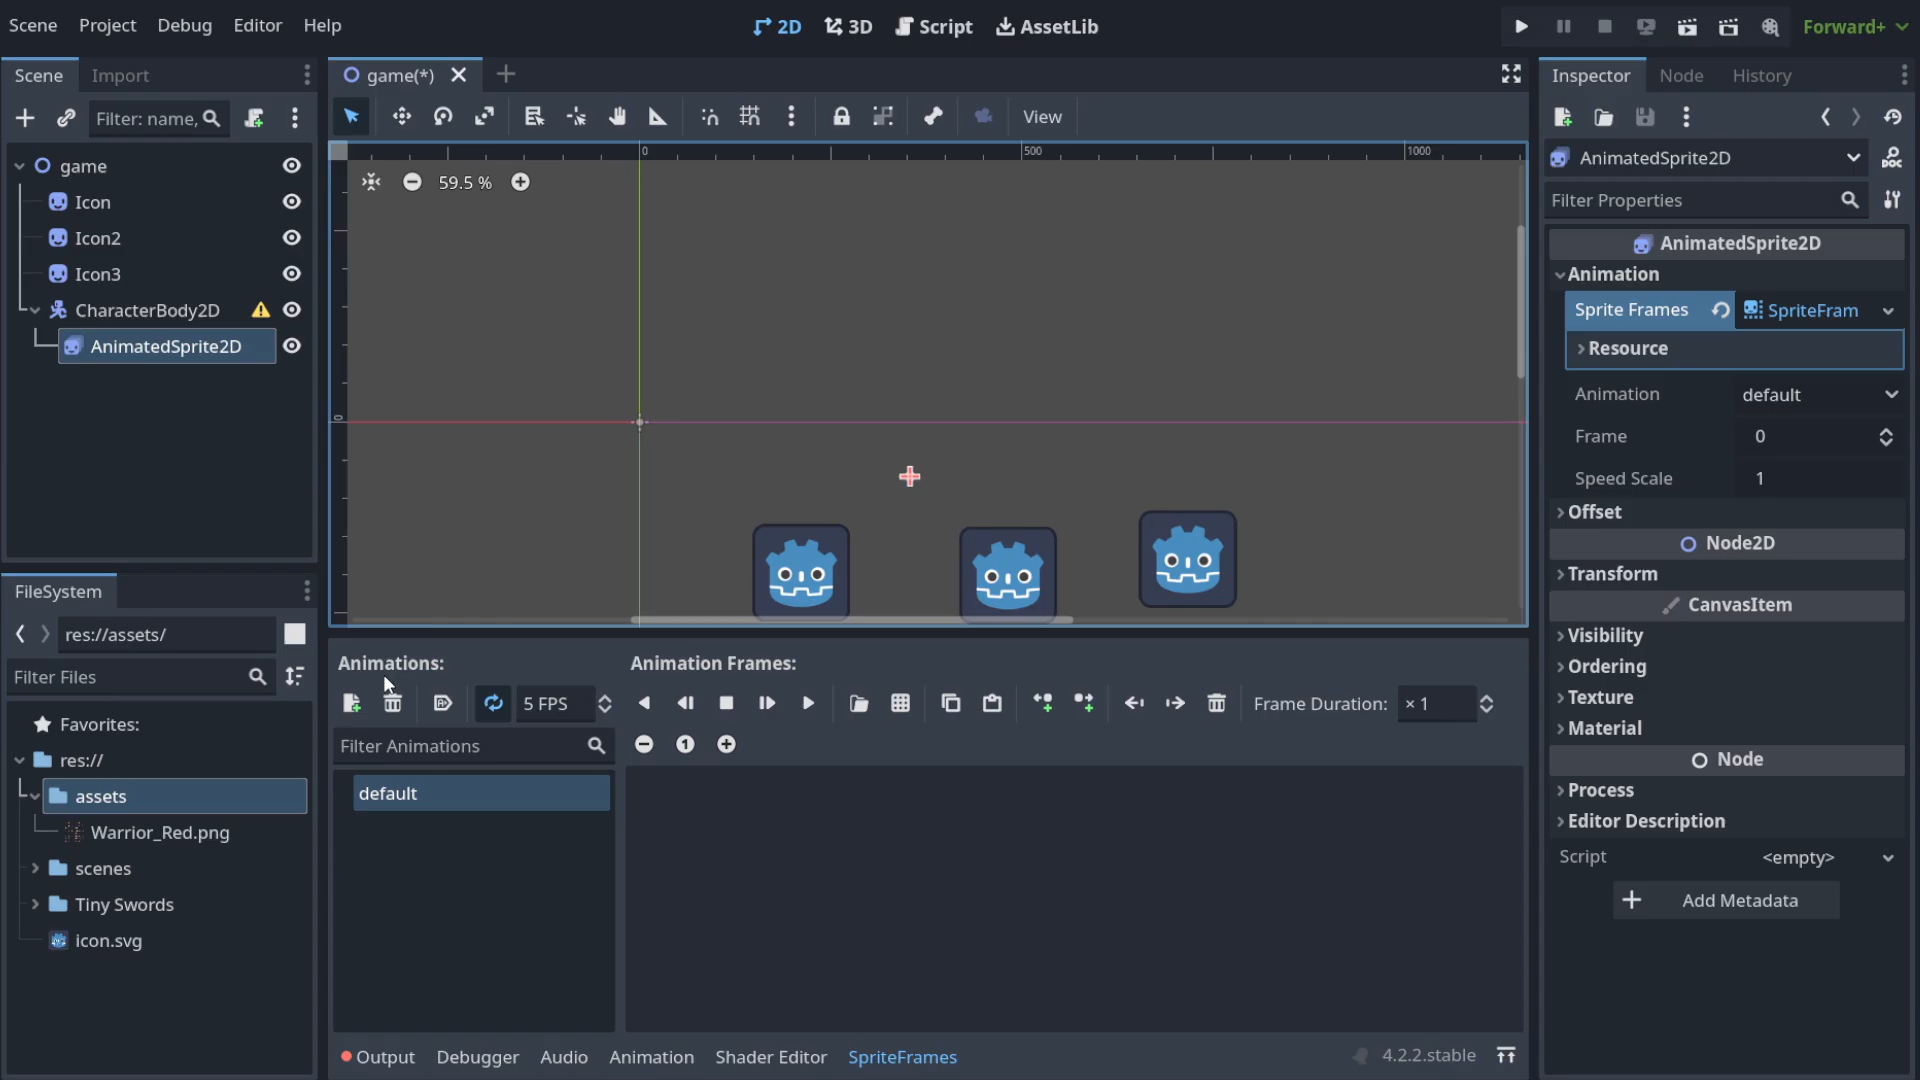 Scene Project Debug Editor Help
2D 3D Script AssetLib
Forward+
Scene Import
game(*)
Inspector Node History
Filter: name,
View
AnimatedSprite2D
DOC
Filter Properties
game
Icon
Icon2
Icon3
CharacterBody2D
AnimatedSprite2D
0 500 1000
59.5 %
0
AnimatedSprite2D
Animation
Sprite Frames SpriteFram
Resource
Animation default
Frame 0
Speed Scale 1
Offset
Node2D
Transform
CanvasItem
Visibility
Ordering
Texture
Material
Node
Process
Editor Description
Script <empty>
Add Metadata
FileSystem
res://assets/
Filter Files
Favorites:
res://
assets
Warrior_Red.png
scenes
Tiny Swords
icon.svg
Animations: Animation Frames:
5 FPS
Frame Duration: × 1
Filter Animations
1
default
Output Debugger Audio Animation Shader Editor SpriteFrames
4.2.2.stable